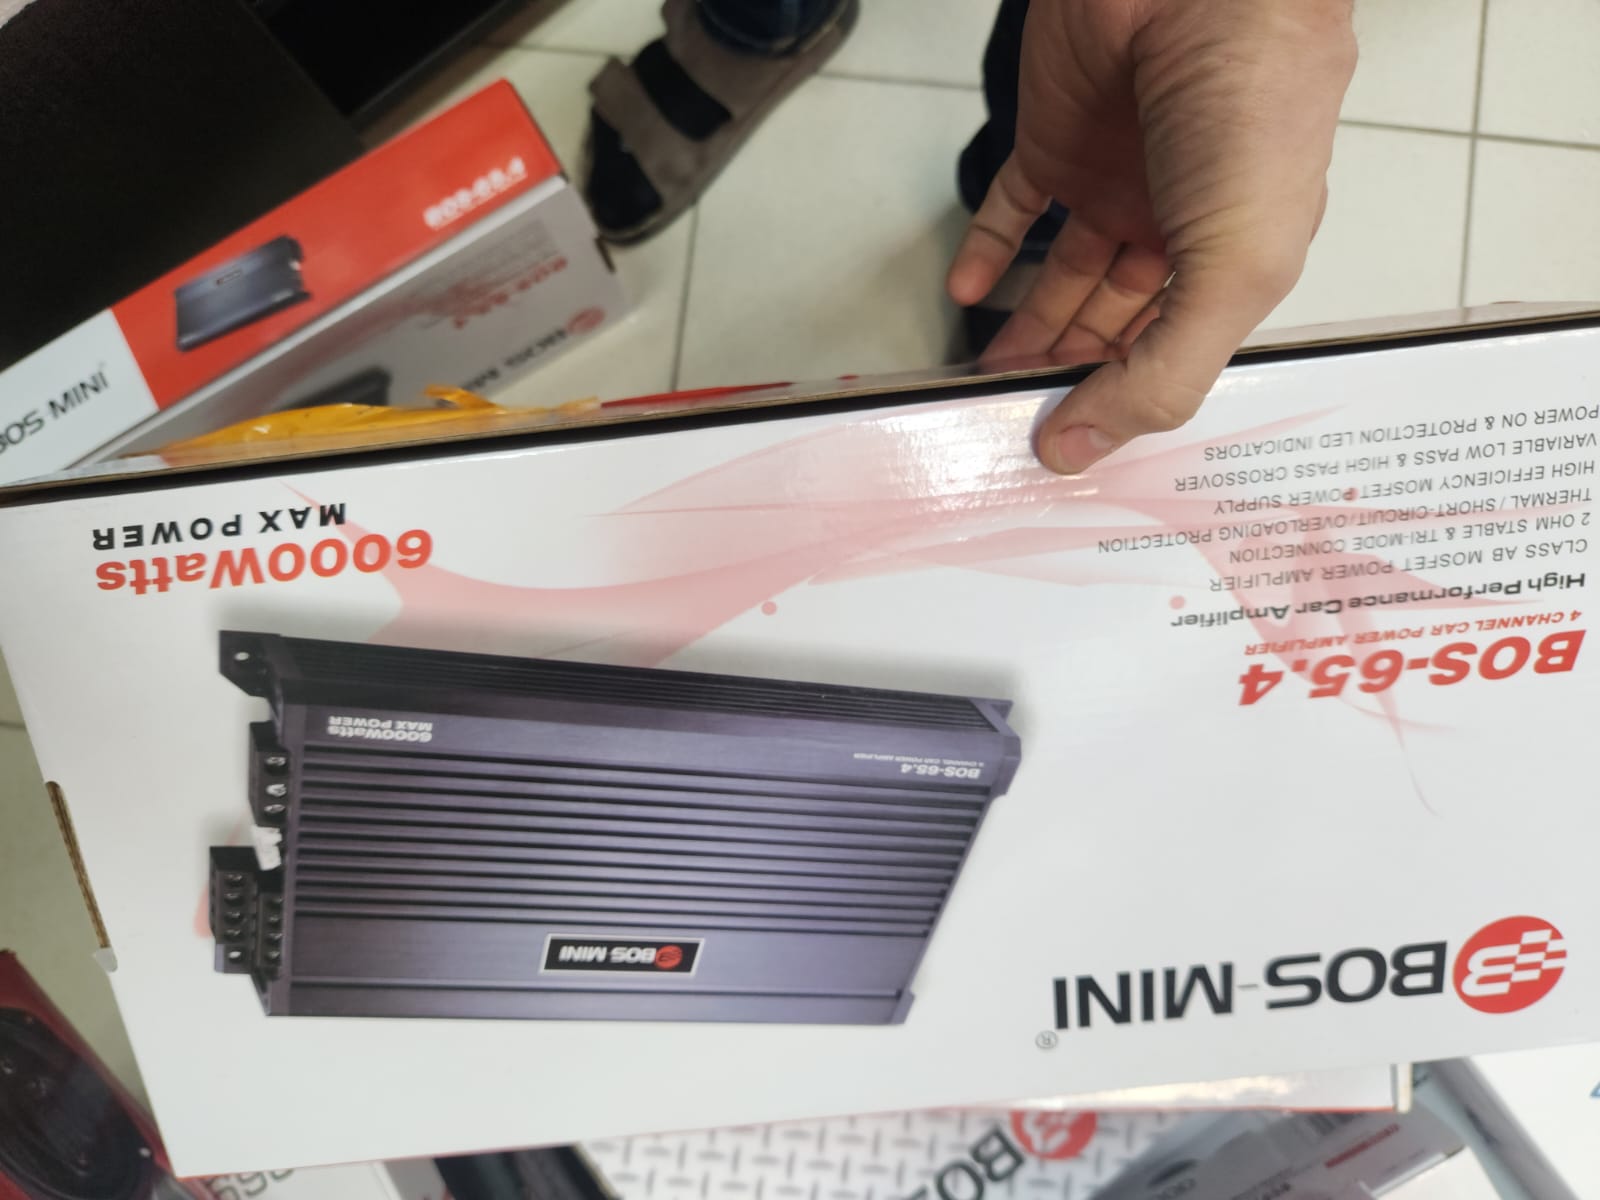 BOS-MINI®
BOS-MINI
BOS-65.4
4 CHANNEL CAR POWER AMPLIFIER
6000Watts
MAX POWER
BOS-65.4
4 CHANNEL CAR POWER AMPLIFIER
High Performance Car Amplifier
CLASS AB MOSFET POWER AMPLIFIER
2 OHM STABLE & TRI-MODE CONNECTION
THERMAL/SHORT-CIRCUIT/OVERLOADING PROTECTION
HIGH EFFICIENCY MOSFET POWER SUPPLY
VARIABLE LOW PASS & HIGH PASS CROSSOVER
POWER ON & PROTECTION LED INDICATORS
6000Watts
MAX POWER
BOS
BOS-MINI